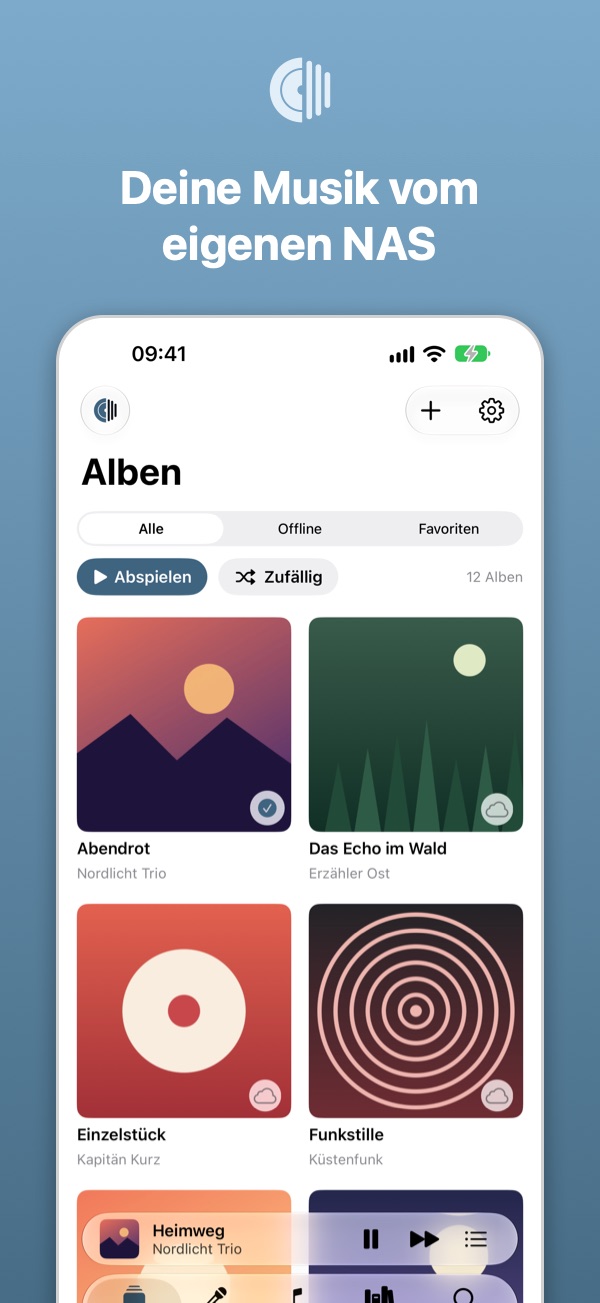 Deine Musik vom
eigenen NAS
09:41
Alben
Alle Offline Favoriten
Abspielen Zufällig 12 Alben
Abendrot Das Echo im Wald
Nordlicht Trio Erzähler Ost
Einzelstück Funkstille
Kapitän Kurz Küstenfunk
Heimweg
Nordlicht Trio